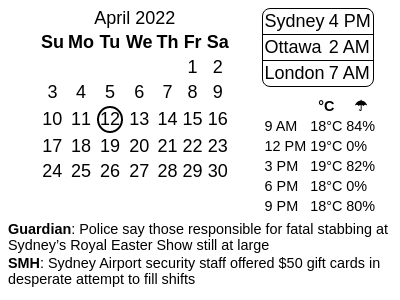 April 2022
Su Mo Tu We Th Fr Sa
1 2
3 4 5 6 7 8 9
10 11 12 13 14 15 16
17 18 19 20 21 22 23
24 25 26 27 28 29 30
Sydney 4 PM
Ottawa 2 AM
London 7 AM
°C ☂
9 AM 18°C 84%
12 PM 19°C 0%
3 PM 19°C 82%
6 PM 18°C 0%
9 PM 18°C 80%
Guardian: Police say those responsible for fatal stabbing at
Sydney’s Royal Easter Show still at large
SMH: Sydney Airport security staff offered $50 gift cards in
desperate attempt to fill shifts